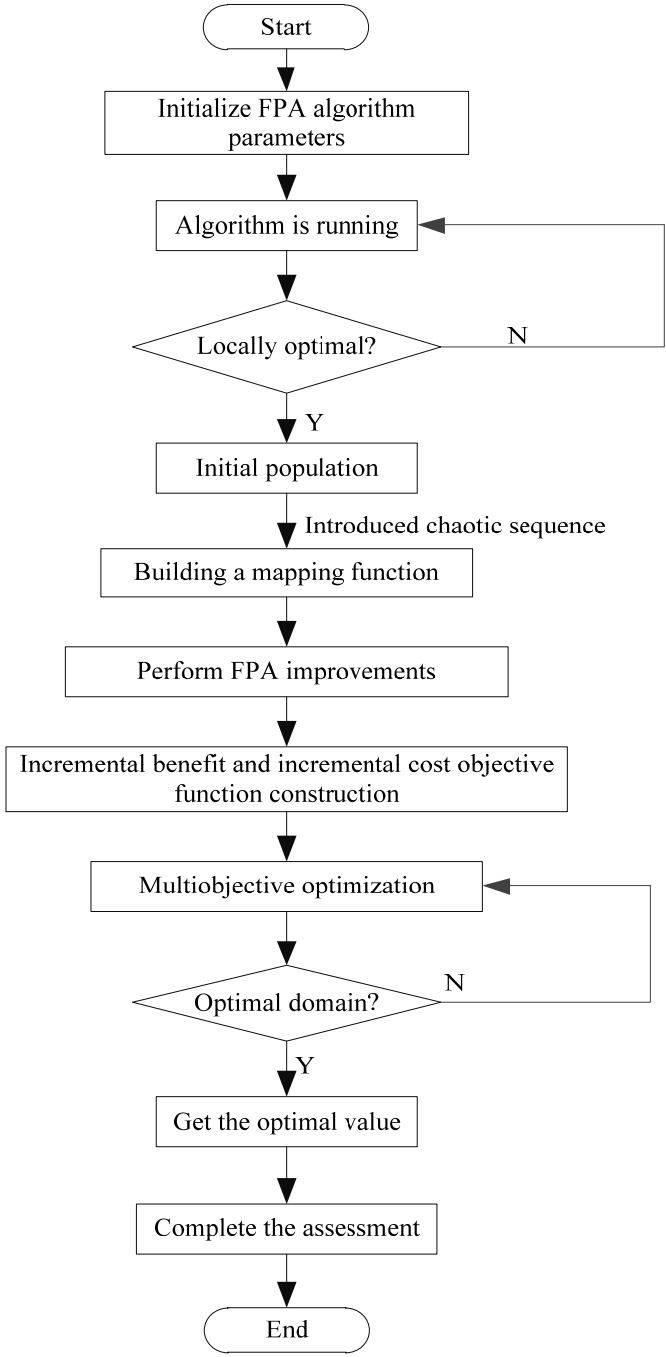 Start
Initialize FPA algorithm
parameters
Algorithm is running
Locally optimal?
N
Y
Initial population
Introduced chaotic sequence
Building a mapping function
Perform FPA improvements
Incremental benefit and incremental cost objective
function construction
Multiobjective optimization
Optimal domain?
N
Y
Get the optimal value
Complete the assessment
End